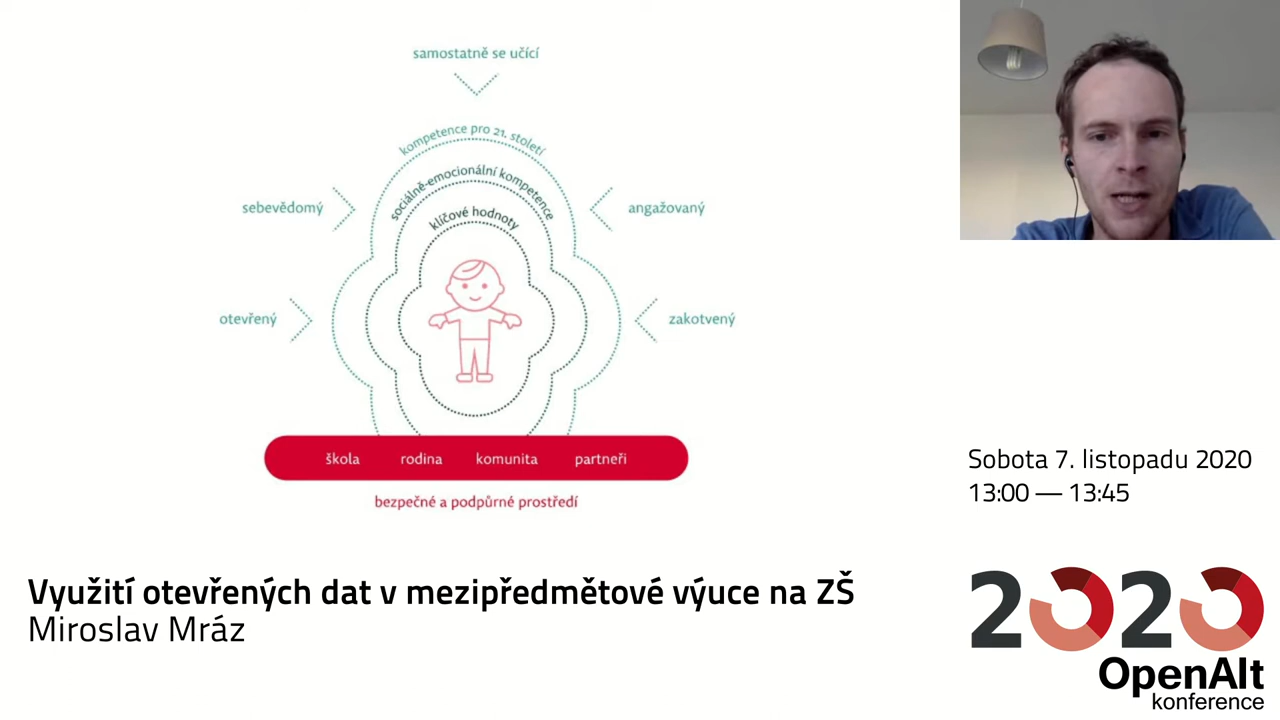 samostatně se učící
kompetence pro 21. století
sociálně-emocionální kompetence
klíčové hodnoty
sebevědomý
angažovaný
otevřený
zakotvený
škola rodina komunita partneři
bezpečné a podpůrné prostředí
Sobota 7. listopadu 2020
13:00 — 13:45
Využití otevřených dat v mezipředmětové výuce na ZŠ
Miroslav Mráz
2020
OpenAlt
konference